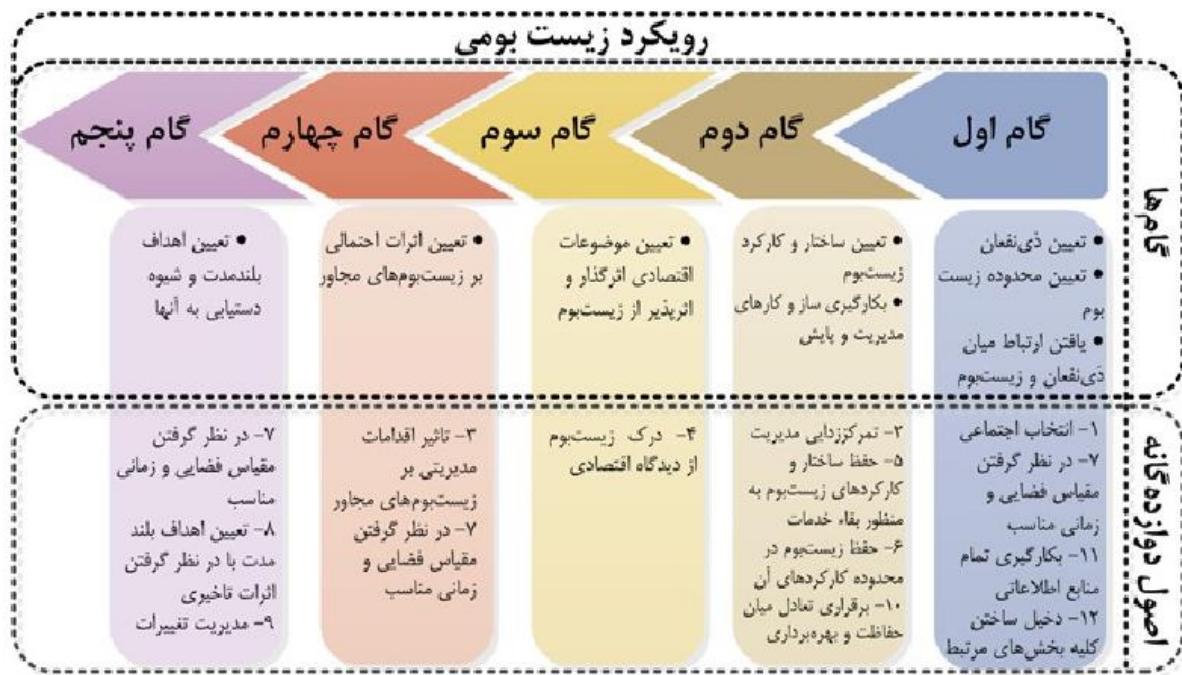 رویکرد زیست بومی
گام‌ها
گام اول
گام دوم
گام سوم
گام چهارم
گام پنجم
• تعیین ذی‌نفعان
• تعیین محدوده زیست
بوم
• یافتن ارتباط میان
ذی‌نفعان و زیست‌بوم
• تعیین ساختار و کارکرد
زیست‌بوم
• بکارگیری ساز و کارهای
مدیریت و پایش
• تعیین موضوعات
اقتصادی اثرگذار و
اثرپذیر از زیست‌بوم
• تعیین اثرات احتمالی
بر زیست‌بوم‌های مجاور
• تعیین اهداف
بلندمدت و شیوه
دستیابی به آنها
اصول دوازده‌گانه
۱- انتخاب اجتماعی
۷- در نظر گرفتن
مقیاس فضایی و
زمانی مناسب
۱۱- بکارگیری تمام
منابع اطلاعاتی
۱۲- دخیل ساختن
کلیه بخش‌های مرتبط
۲- تمرکززدایی مدیریت
۵- حفظ ساختار و
کارکردهای زیست‌بوم به
منظور بقاء خدمات
۶- حفظ زیست‌بوم در
محدوده کارکردهای آن
۱۰- برقراری تعادل میان
حفاظت و بهره‌برداری
۴- درک زیست‌بوم
از دیدگاه اقتصادی
۳- تاثیر اقدامات
مدیریتی بر
زیست‌بوم‌های مجاور
۷- در نظر گرفتن
مقیاس فضایی و
زمانی مناسب
۷- در نظر گرفتن
مقیاس فضایی و زمانی
مناسب
۸- تعیین اهداف بلند
مدت با در نظر گرفتن
اثرات تاخیری
۹- مدیریت تغییرات